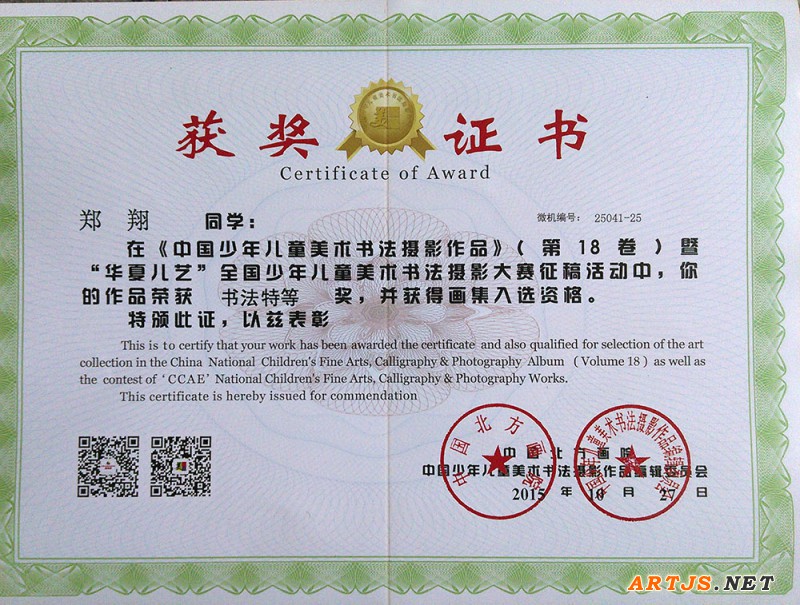 获奖证书
Certificate of Award
郑 翔 同学： 微机编号： 25041-25
在《中国少年儿童美术书法摄影作品》（第18卷）暨
“华夏儿艺”全国少年儿童美术书法摄影大赛征稿活动中，你
的作品荣获 书法特等 奖，并获得画集入选资格。
特颁此证，以兹表彰
This is to certify that your work has been awarded the certificate and also qualified for selection of the art
collection in the China National Children's Fine Arts, Calligraphy & Photography Album （Volume 18）as well as
the contest of ‘CCAE’ National Children's Fine Arts, Calligraphy & Photography Works.
This certificate is hereby issued for commendation
中国北方画院
中国北方画院
中国少年儿童美术书法摄影作品编辑委员会
2015 年 10 月 27 日
ARTJS.NET